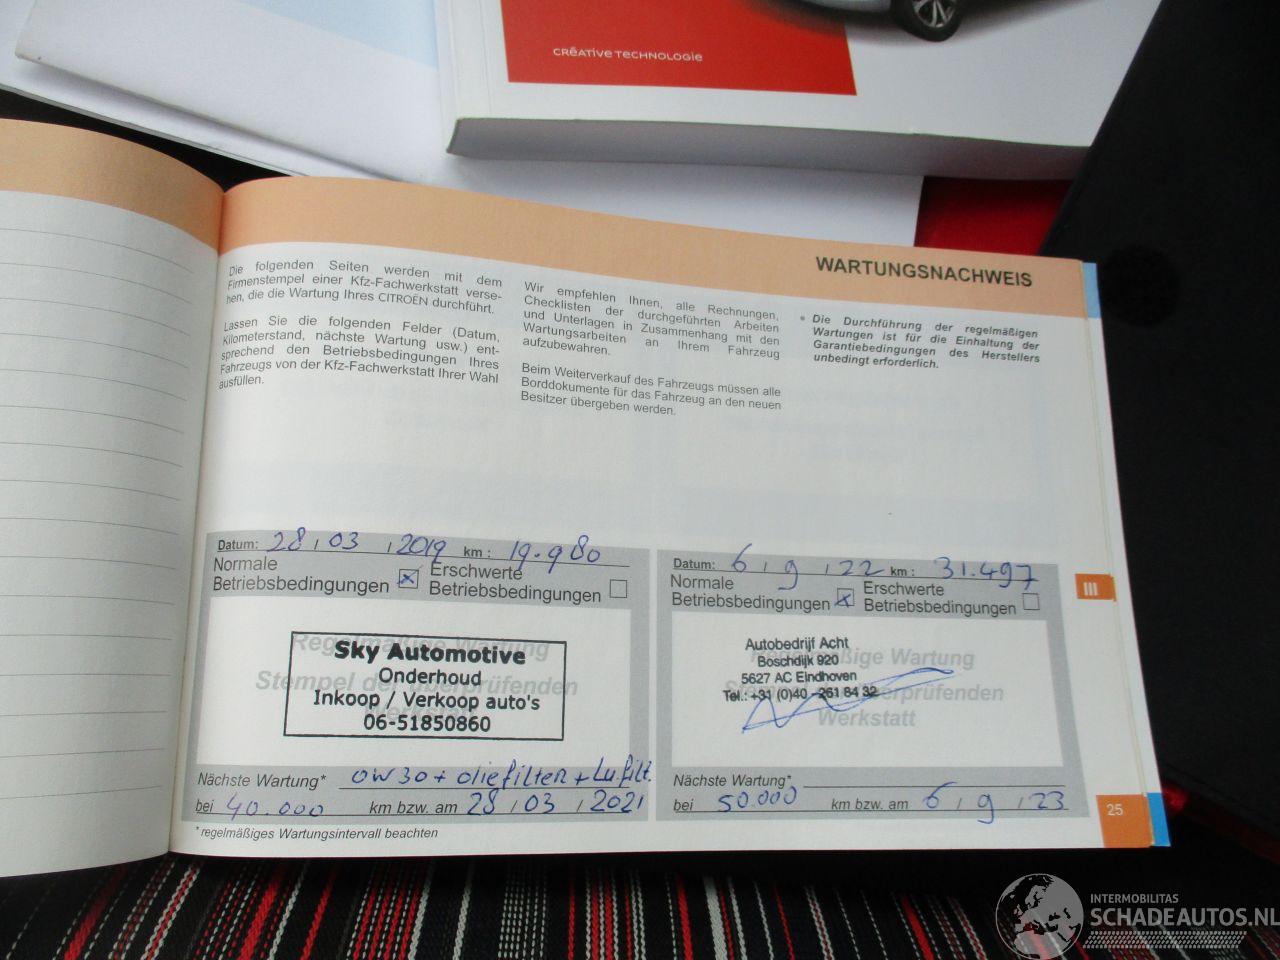 CRÉATIVE TECHNOLOGIE
WARTUNGSNACHWEIS
Die folgenden Seiten werden mit dem
Firmenstempel einer Kfz-Fachwerkstatt verse-
hen, die die Wartung Ihres CITROËN durchführt.
Lassen Sie die folgenden Felder (Datum,
Kilometerstand, nächste Wartung usw.) ent-
sprechend den Betriebsbedingungen Ihres
Fahrzeugs von der Kfz-Fachwerkstatt Ihrer Wahl
ausfüllen.
Wir empfehlen Ihnen, alle Rechnungen,
Checklisten der durchgeführten Arbeiten
und Unterlagen in Zusammenhang mit den
Wartungsarbeiten an Ihrem Fahrzeug
aufzubewahren.
Beim Weiterverkauf des Fahrzeugs müssen alle
Borddokumente für das Fahrzeug an den neuen
Besitzer übergeben werden.
• Die Durchführung der regelmäßigen
Wartungen ist für die Einhaltung der
Garantiebedingungen des Herstellers
unbedingt erforderlich.
Datum: 28 / 03 / 2019 km : 19.980
Normale
Betriebsbedingungen x
Erschwerte
Betriebsbedingungen
Regelmäßige Wartung
Stempel der überprüfenden
Werkstatt
Sky Automotive
Onderhoud
Inkoop / Verkoop auto's
06-51850860
Nächste Wartung* 0W30 + oliefilter + Lu.filt.
bei 40.000 km bzw. am 28 / 03 / 2021
* regelmäßiges Wartungsintervall beachten
Datum: 6 / 9 / 22 km : 31.497
Normale
Betriebsbedingungen x
Erschwerte
Betriebsbedingungen
Regelmäßige Wartung
Stempel der überprüfenden
Werkstatt
Autobedrijf Acht
Boschdijk 920
5627 AC Eindhoven
Tel.: +31 (0)40 - 261 84 32
Nächste Wartung*
bei 50.000 km bzw. am 6 / 9 / 23
III
25
INTERMOBILITAS
SCHADEAUTOS.NL